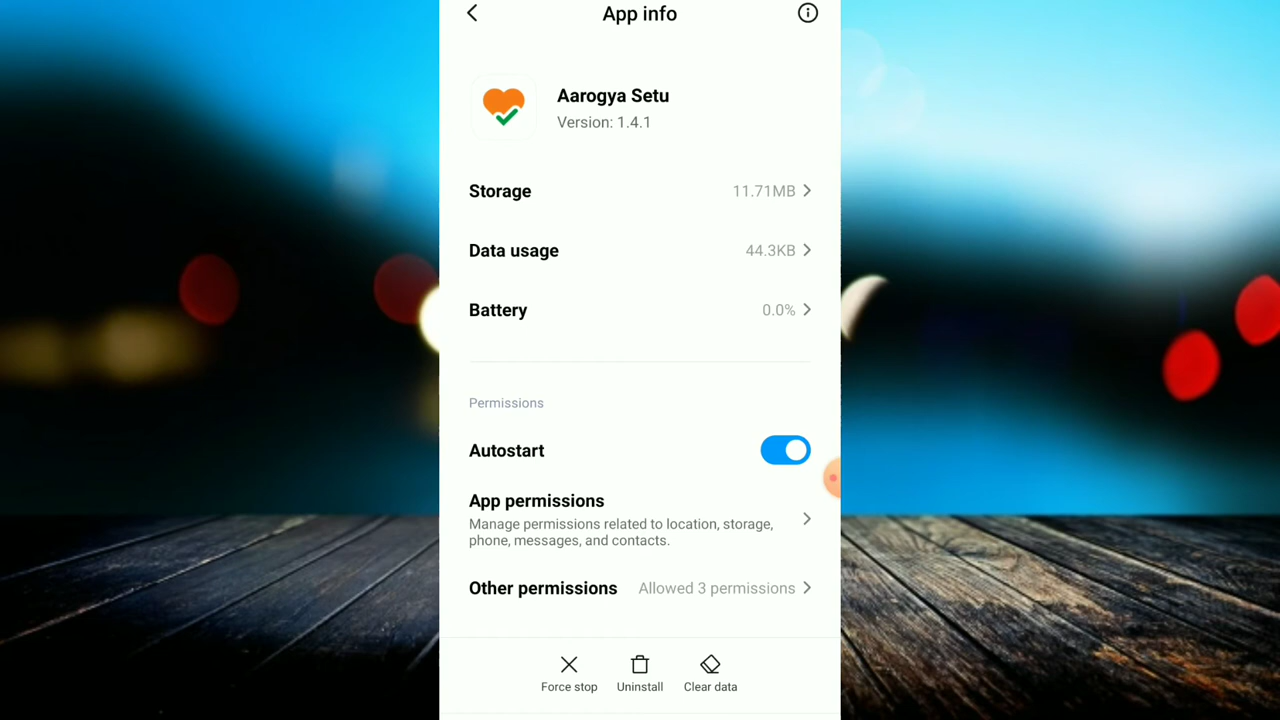 App info
Aarogya Setu
Version: 1.4.1
Storage 11.71MB
Data usage 44.3KB
Battery 0.0%
Permissions
Autostart
App permissions
Manage permissions related to location, storage,
phone, messages, and contacts.
Other permissions Allowed 3 permissions
Force stop Uninstall Clear data